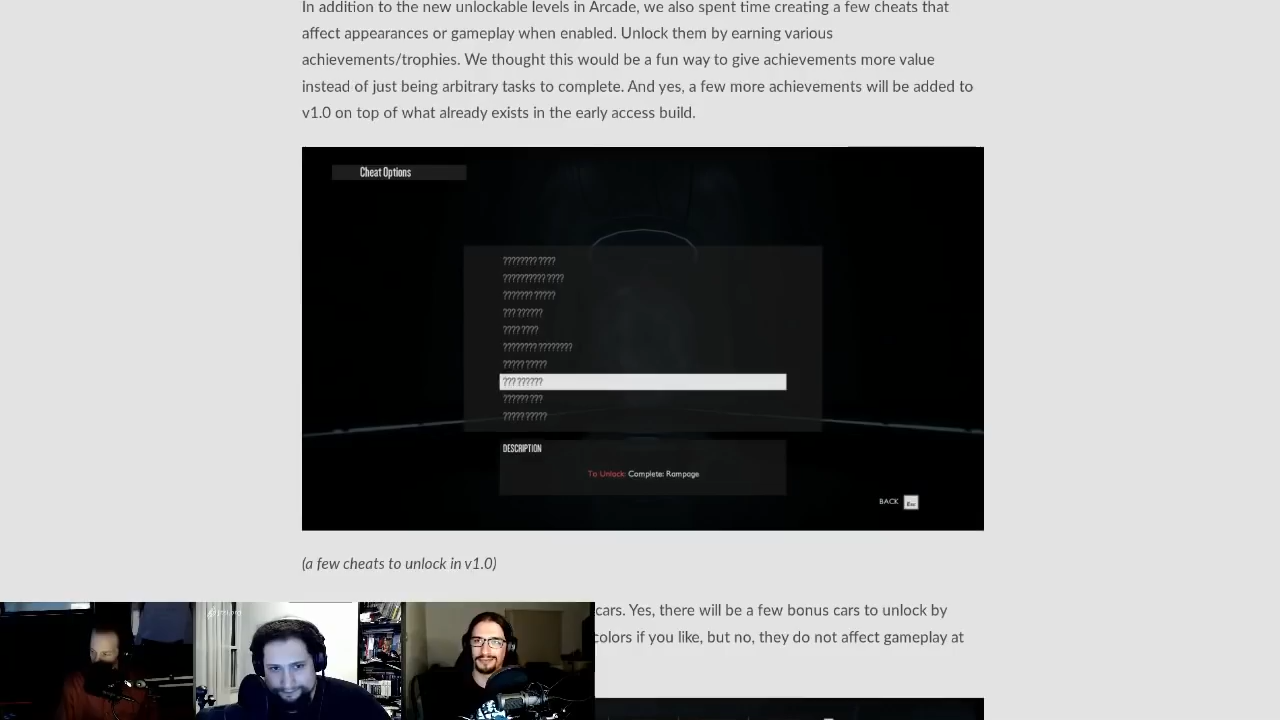 In addition to the new unlockable levels in Arcade, we also spent time creating a few cheats that
affect appearances or gameplay when enabled. Unlock them by earning various
achievements/trophies. We thought this would be a fun way to give achievements more value
instead of just being arbitrary tasks to complete. And yes, a few more achievements will be added to
v1.0 on top of what already exists in the early access build.
Cheat Options
???????? ????
?????????? ????
??????? ?????
??? ??????
???? ????
???????? ????????
????? ?????
??? ??????
?????? ???
????? ?????
DESCRIPTION
To Unlock: Complete: Rampage
BACK Esc
(a few cheats to unlock in v1.0)
cars. Yes, there will be a few bonus cars to unlock by
colors if you like, but no, they do not affect gameplay at